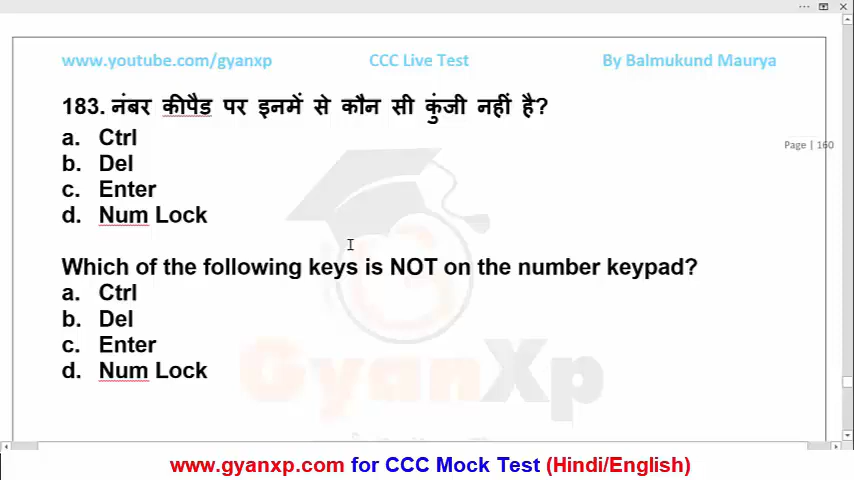 www.youtube.com/gyanxp CCC Live Test By Balmukund Maurya
183. नंबर कीपैड पर इनमें से कौन सी कुंजी नहीं है?
Page | 160
a. Ctrl
b. Del
c. Enter
d. Num Lock
Which of the following keys is NOT on the number keypad?
a. Ctrl
b. Del
c. Enter
d. Num Lock
GyanXp
www.gyanxp.com for CCC Mock Test (Hindi/English)